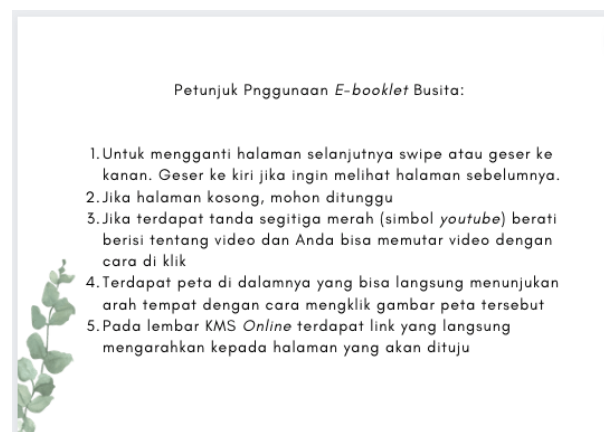 Petunjuk Pnggunaan E-booklet Busita:
1. Untuk mengganti halaman selanjutnya swipe atau geser ke
kanan. Geser ke kiri jika ingin melihat halaman sebelumnya.
2. Jika halaman kosong, mohon ditunggu
3. Jika terdapat tanda segitiga merah (simbol youtube) berati
berisi tentang video dan Anda bisa memutar video dengan
cara di klik
4. Terdapat peta di dalamnya yang bisa langsung menunjukan
arah tempat dengan cara mengklik gambar peta tersebut
5. Pada lembar KMS Online terdapat link yang langsung
mengarahkan kepada halaman yang akan dituju